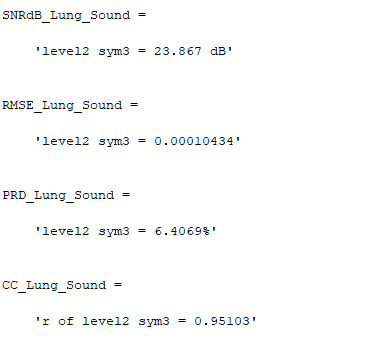 SNRdB_Lung_Sound =
'level2 sym3 = 23.867 dB'
RMSE_Lung_Sound =
'level2 sym3 = 0.00010434'
PRD_Lung_Sound =
'level2 sym3 = 6.4069%'
CC_Lung_Sound =
'r of level2 sym3 = 0.95103'